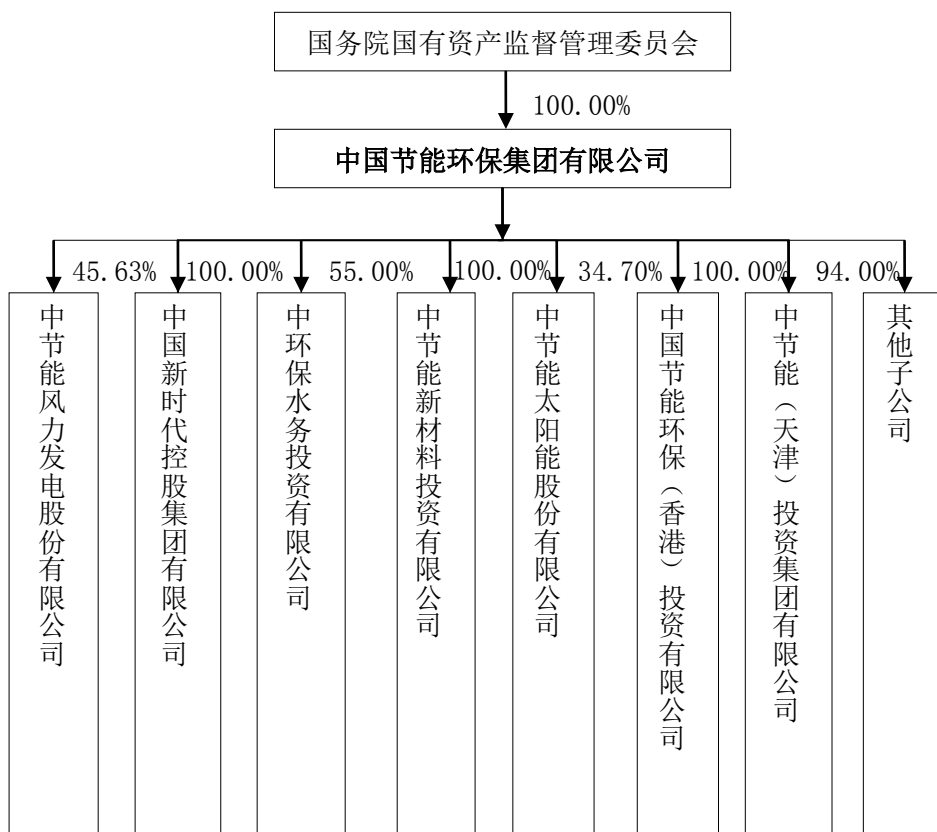 国务院国有资产监督管理委员会
100.00%
中国节能环保集团有限公司
45.63%
100.00%
55.00%
100.00%
34.70%
100.00%
94.00%
中节能风力发电股份有限公司
中国新时代控股集团有限公司
中环保水务投资有限公司
中节能新材料投资有限公司
中节能太阳能股份有限公司
中国节能环保（香港）投资有限公司
中节能（天津）投资集团有限公司
其他子公司